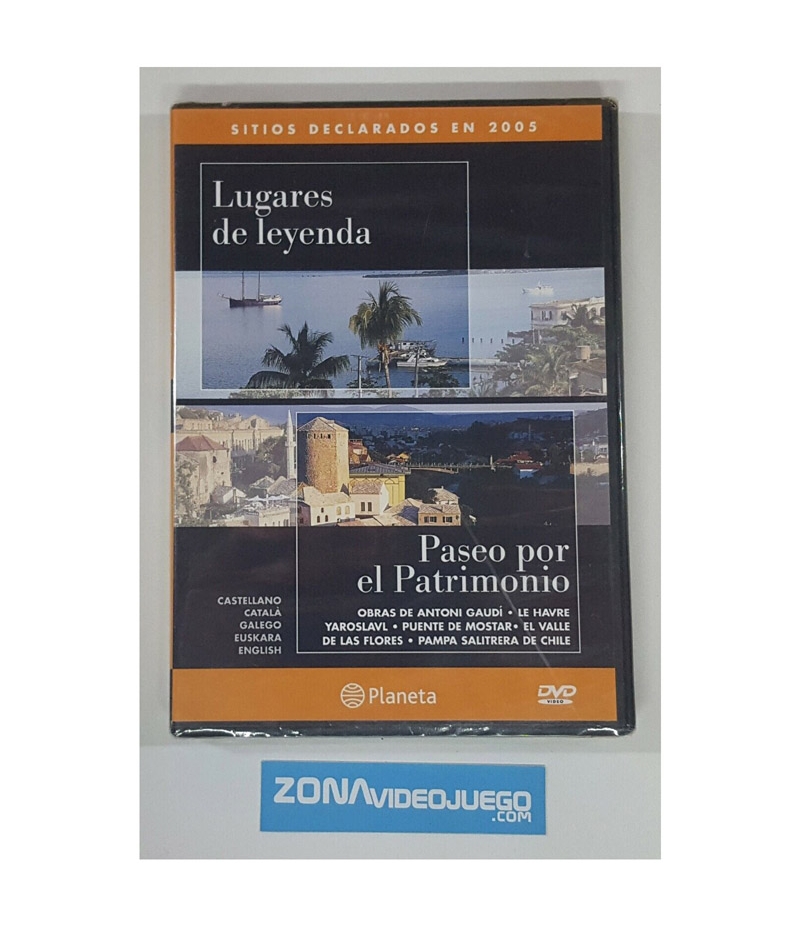 SITIOS DECLARADOS EN 2005
Lugares
de leyenda
Paseo por
el Patrimonio
OBRAS DE ANTONI GAUDÍ • LE HAVRE
YAROSLAVL • PUENTE DE MOSTAR • EL VALLE
DE LAS FLORES • PAMPA SALITRERA DE CHILE
CASTELLANO
CATALÀ
GALEGO
EUSKARA
ENGLISH
Planeta
DVD
VIDEO
ZONAVIDEOJUEGO
.COM